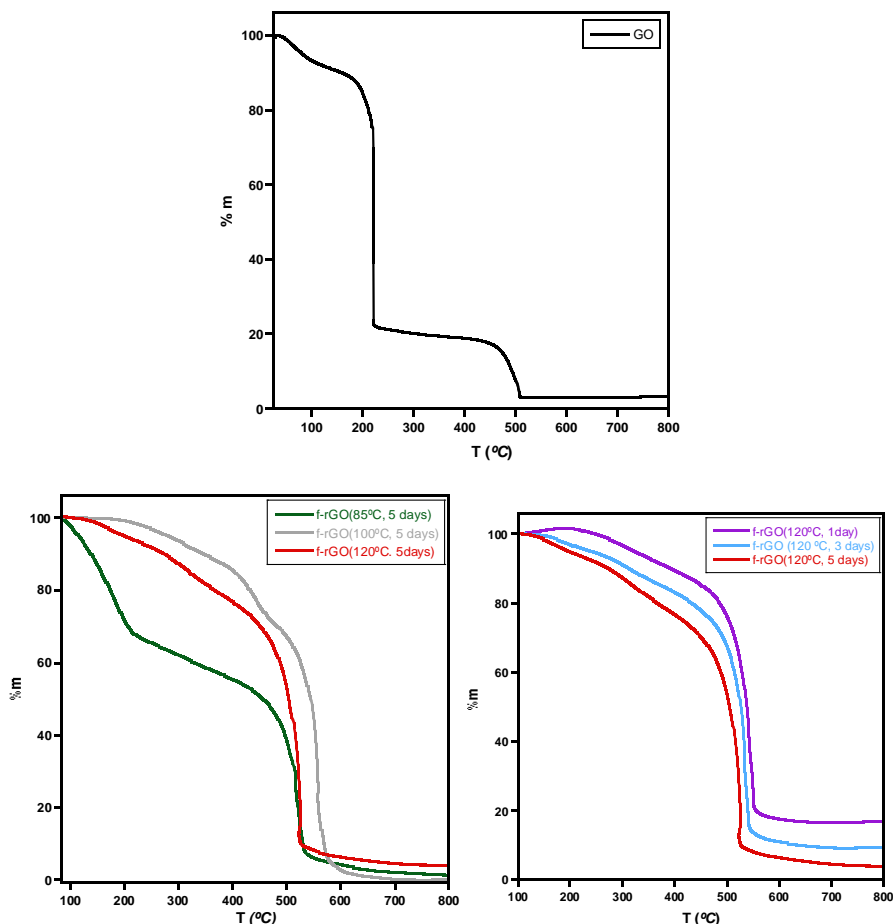 GO
100
80
60
40
20
0
% m
100 200 300 400 500 600 700 800
T (ºC)
f-rGO(85ºC, 5 days)
f-rGO(100ºC, 5 days)
f-rGO(120ºC. 5days)
100
80
60
40
20
0
%m
100 200 300 400 500 600 700 800
T (ºC)
f-rGO(120ºC, 1day)
f-rGO (120 ºC, 3 days)
f-rGO(120ºC, 5 days)
100
80
60
40
20
0
%m
100 200 300 400 500 600 700 800
T (ºC)